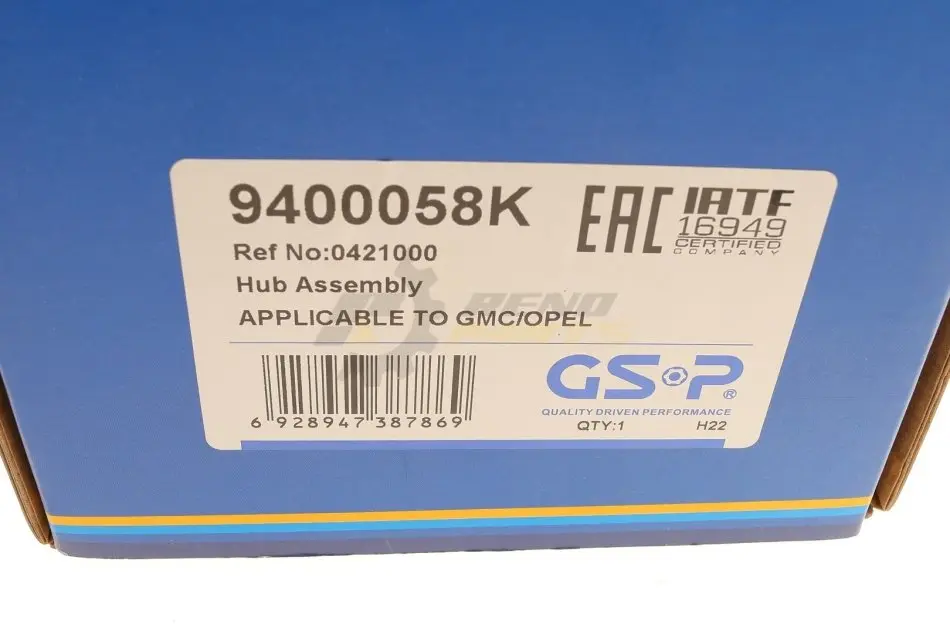 9400058K
EAC
IATF
16949
CERTIFIED
COMPANY
Ref No:0421000
Hub Assembly
APPLICABLE TO GMC/OPEL
6 928947 387869
GSP®
QUALITY DRIVEN PERFORMANCE
QTY:1 H22